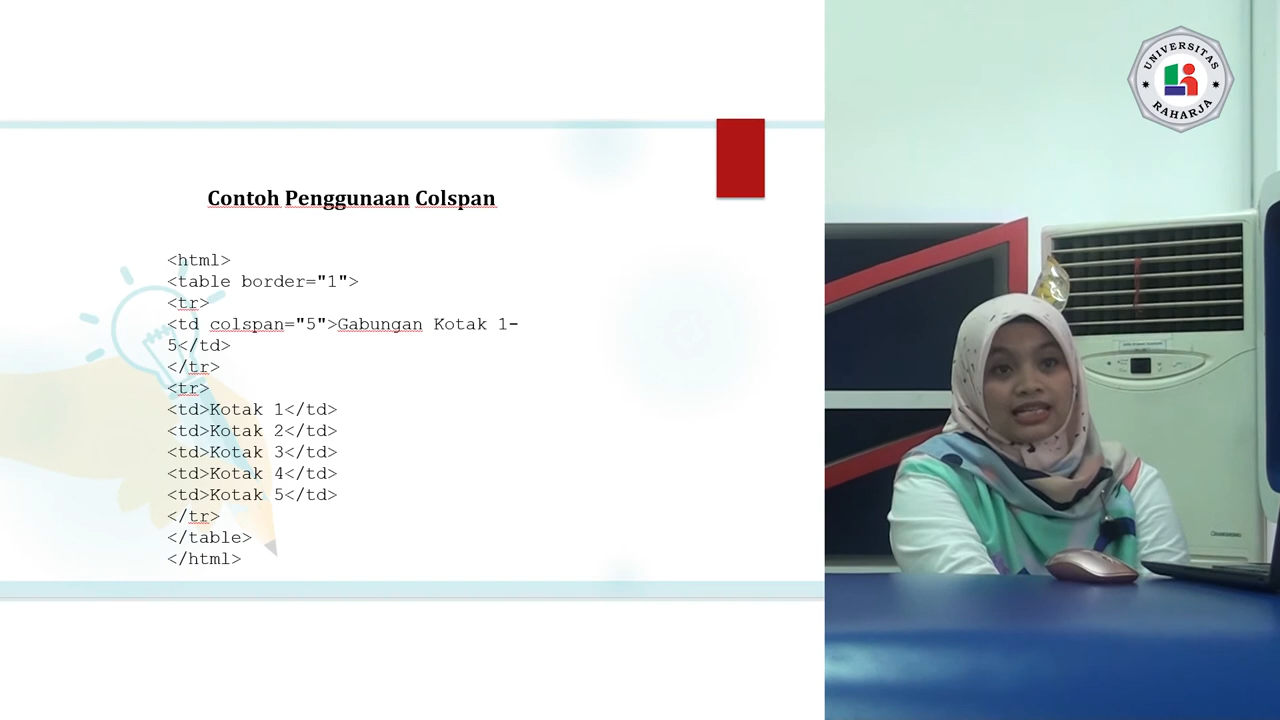 Contoh Penggunaan Colspan
<html>
<table border="1">
<tr>
<td colspan="5">Gabungan Kotak 1-
5</td>
</tr>
<tr>
<td>Kotak 1</td>
<td>Kotak 2</td>
<td>Kotak 3</td>
<td>Kotak 4</td>
<td>Kotak 5</td>
</tr>
</table>
</html>
UNIVERSITAS
RAHARJA